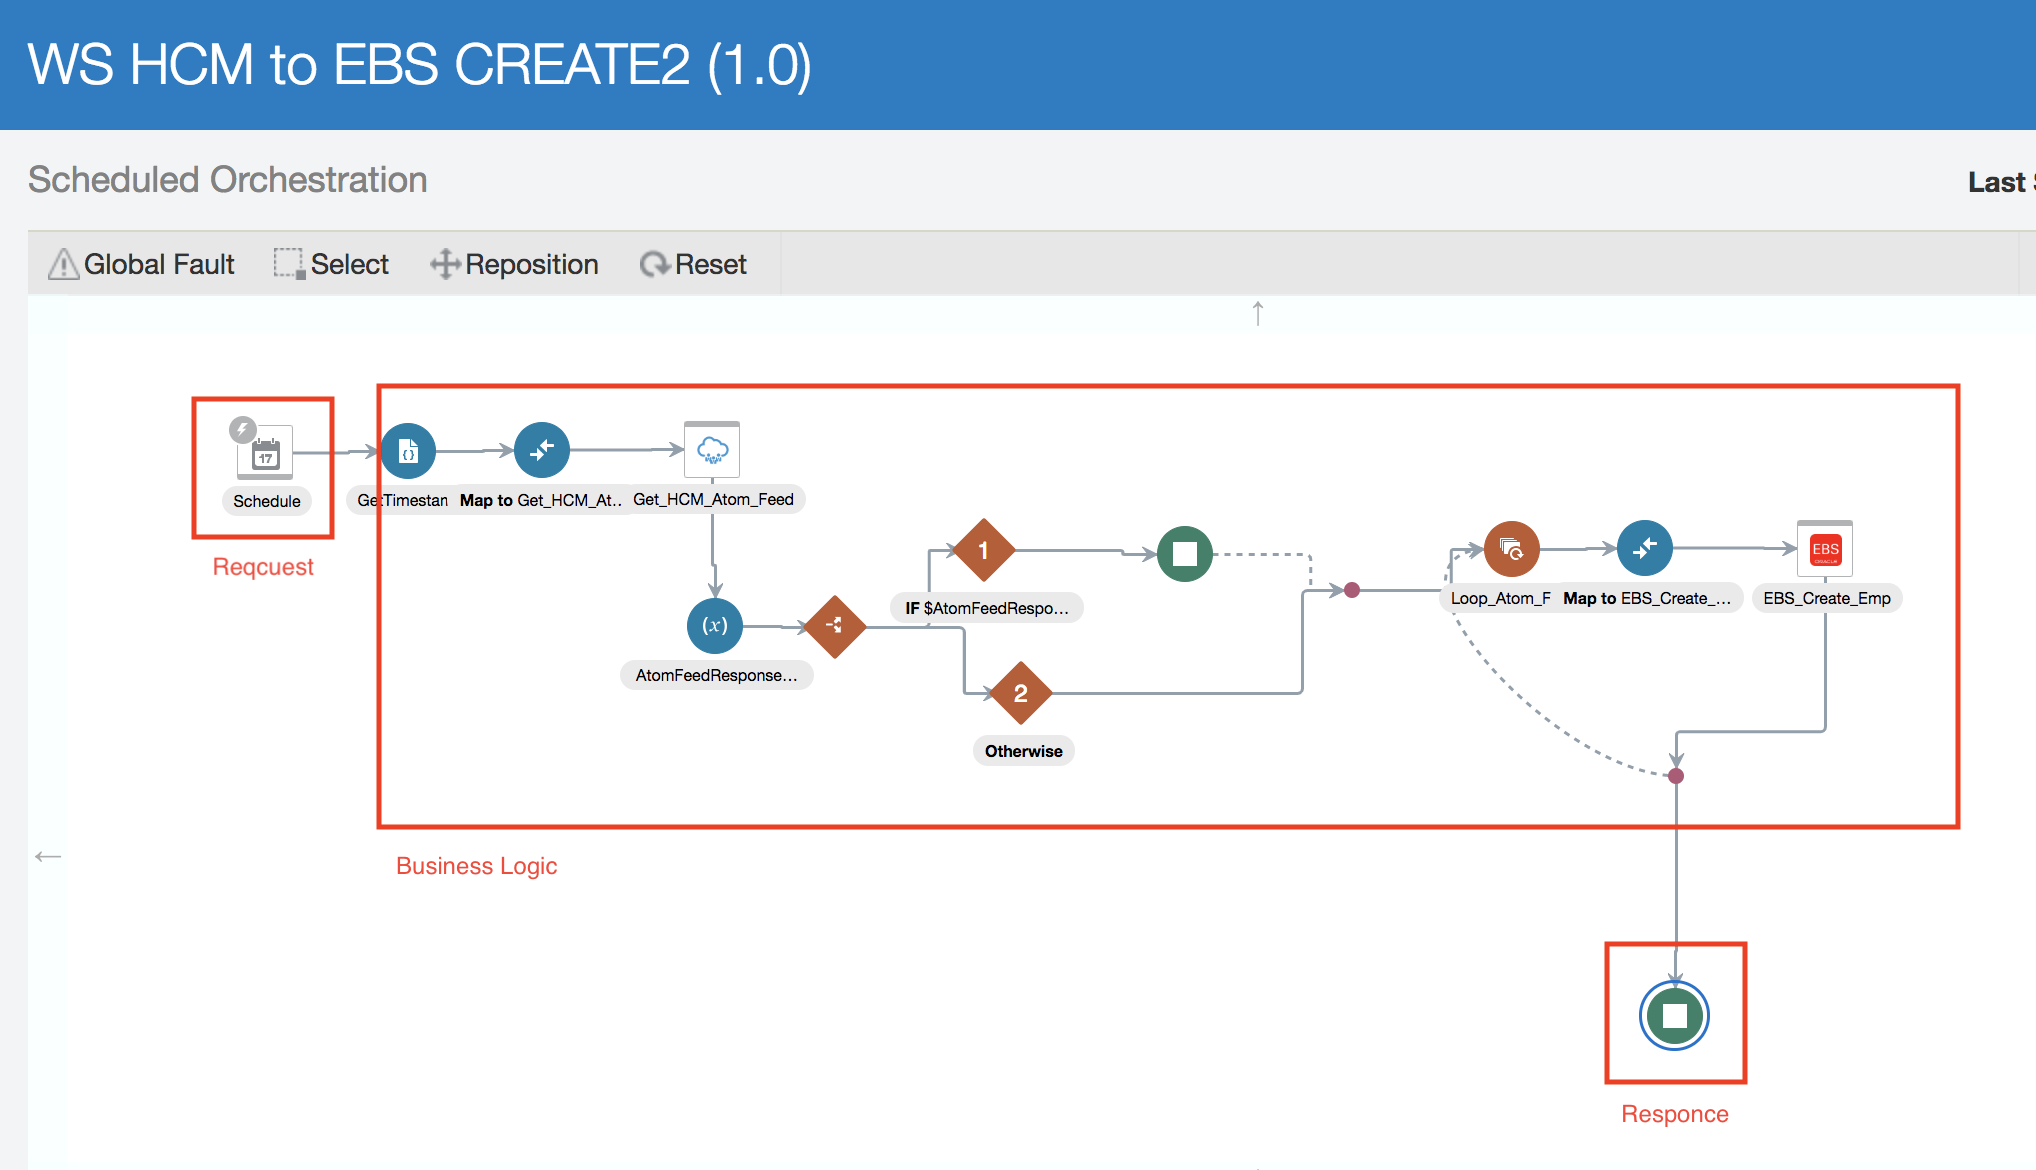 WS HCM to EBS CREATE2 (1.0)
Scheduled Orchestration
Last
Global Fault Select Reposition Reset
17
Schedule
Reqcuest
{}
GetTimestan
Map to Get_HCM_At...
Get_HCM_Atom_Feed
(x)
AtomFeedResponse...
1
IF $AtomFeedRespo...
2
Otherwise
Loop_Atom_F
Map to EBS_Create_...
EBS
ORACLE
EBS_Create_Emp
Business Logic
Responce